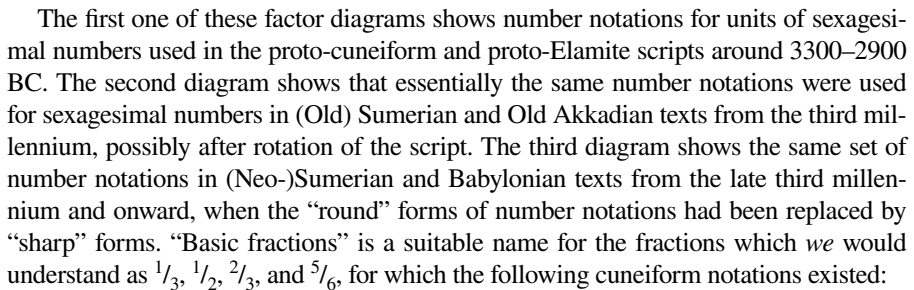 The first one of these factor diagrams shows number notations for units of sexagesi-
mal numbers used in the proto-cuneiform and proto-Elamite scripts around 3300–2900
BC. The second diagram shows that essentially the same number notations were used
for sexagesimal numbers in (Old) Sumerian and Old Akkadian texts from the third mil-
lennium, possibly after rotation of the script. The third diagram shows the same set of
number notations in (Neo-)Sumerian and Babylonian texts from the late third millen-
nium and onward, when the “round” forms of number notations had been replaced by
“sharp” forms. “Basic fractions” is a suitable name for the fractions which we would
understand as 1/3, 1/2, 2/3, and 5/6, for which the following cuneiform notations existed: